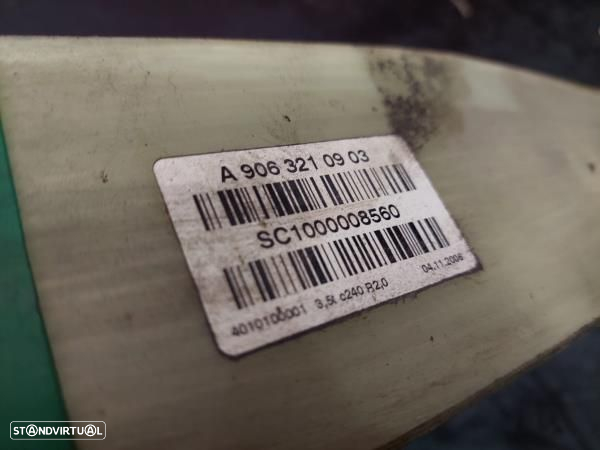 A 906 321 09 03
SC1000008560
4010100001 3,5t c240 R2,0
04.11.2006
STANDVIRTUAL